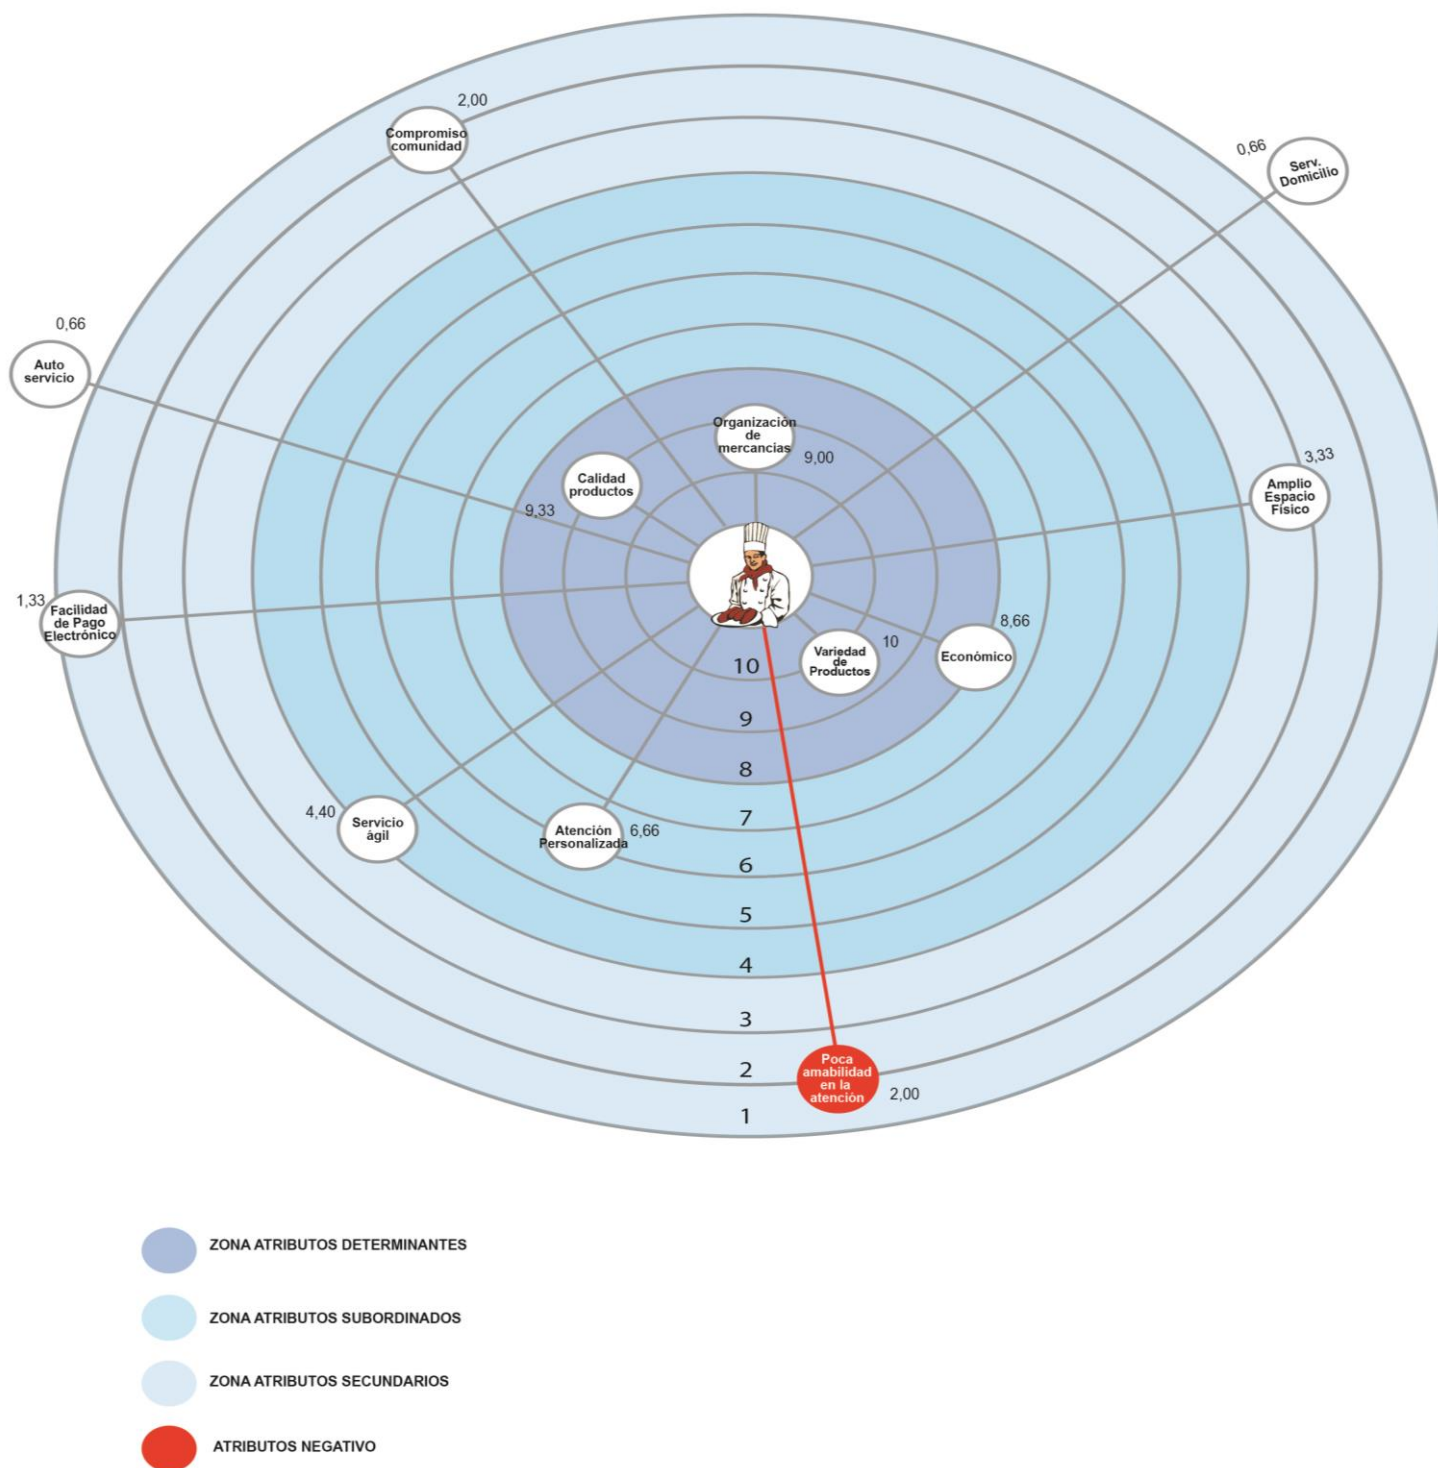 2,00
Compromiso
comunidad
0,66
Serv.
Domicilio
0,66
Auto
servicio
Organización
de
mercancías
9,00
Calidad
productos
9,33
3,33
Amplio
Espacio
Físico
1,33
Facilidad
de Pago
Electrónico
8,66
Económico
10
Variedad
de
Productos
4,40
Servicio
ágil
Atención
Personalizada
6,66
10
9
8
7
6
5
4
3
2
1
Poca
amabilidad
en la
atención
2,00
ZONA ATRIBUTOS DETERMINANTES
ZONA ATRIBUTOS SUBORDINADOS
ZONA ATRIBUTOS SECUNDARIOS
ATRIBUTOS NEGATIVO